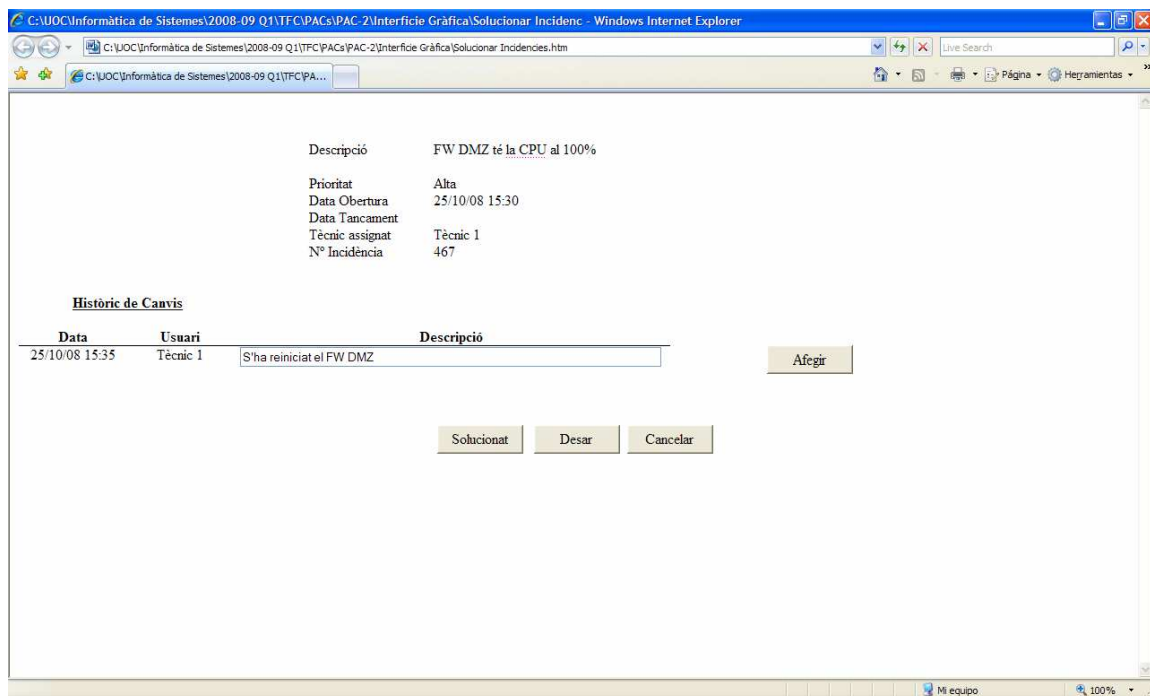 C:\UOC\Informàtica de Sistemes\2008-09 Q1\TFC\PACs\PAC-2\Interfície Gràfica\Solucionar Incidenc - Windows Internet Explorer
C:\UOC\Informàtica de Sistemes\2008-09 Q1\TFC\PACs\PAC-2\Interfície Gràfica\Solucionar Incidencies.htm
Live Search
C:\UOC\Informàtica de Sistemes\2008-09 Q1\TFC\PA...
Página
Herramientas
Descripció FW DMZ té la CPU al 100%
Prioritat Alta
Data Obertura 25/10/08 15:30
Data Tancament
Tècnic assignat Tècnic 1
Nº Incidència 467
Històric de Canvis
Data Usuari Descripció
25/10/08 15:35 Tècnic 1 S'ha reiniciat el FW DMZ Afegir
Solucionat Desar Cancelar
Mi equipo 100%